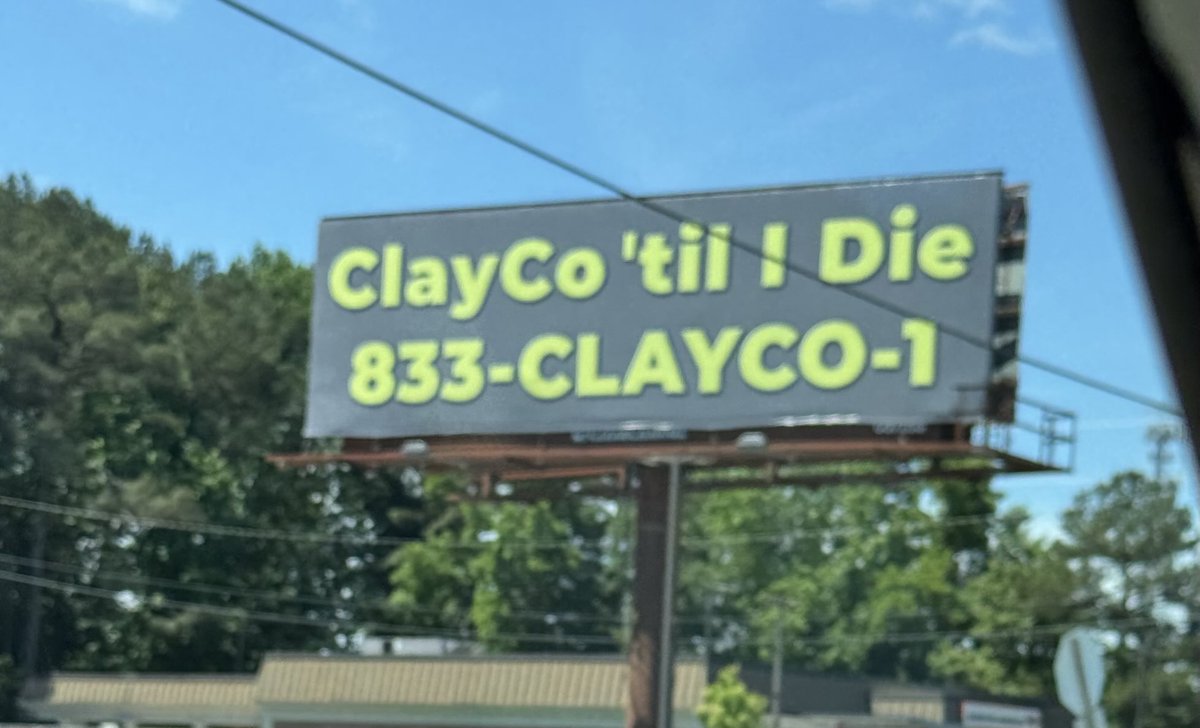 ClayCo 'til I Die
833-CLAYCO-1